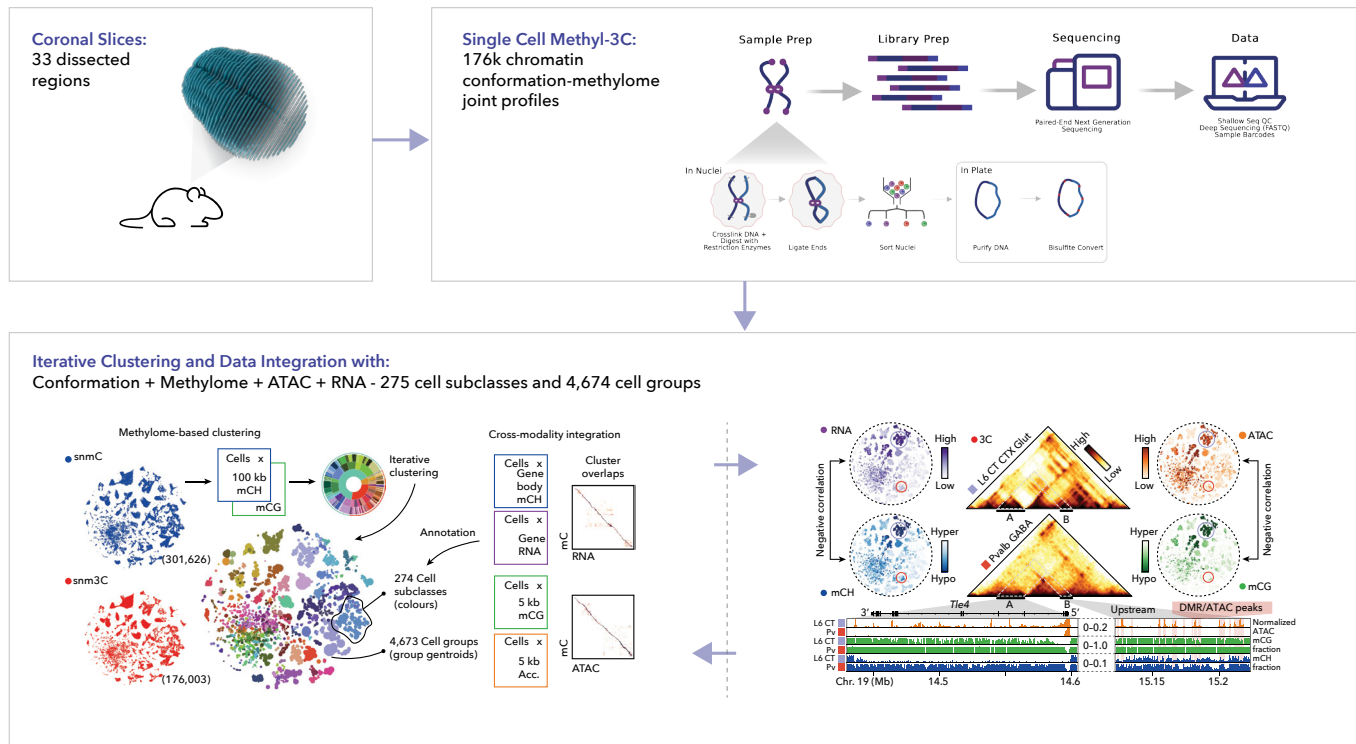 Coronal Slices:
33 dissected
regions
Single Cell Methyl-3C:
176k chromatin
conformation-methylome
joint profiles
Sample Prep
Library Prep
Sequencing
Data
Paired-End Next Generation
Sequencing
Shallow Seq QC
Deep Sequencing (FASTQ)
Sample Barcodes
In Nuclei
Crosslink DNA +
Digest with
Restriction Enzymes
Ligate Ends
Sort Nuclei
In Plate
Purify DNA
Bisulfite Convert
Iterative Clustering and Data Integration with:
Conformation + Methylome + ATAC + RNA - 275 cell subclasses and 4,674 cell groups
Methylome-based clustering
snmC
(301,626)
snm3C
(176,003)
Cells x
100 kb
mCH
mCG
Iterative
clustering
Annotation
274 Cell
subclasses
(colours)
4,673 Cell groups
(group gentroids)
Cross-modality integration
Cells x
Gene
body
mCH
Cells x
Gene
RNA
Cells x
5 kb
mCG
Cells x
5 kb
Acc.
Cluster
overlaps
mC
RNA
mC
ATAC
RNA
High
Low
Negative correlation
Hyper
Hypo
mCH
3C
L6 CT CTX Glut
High
Low
A
B
Pvalb GABA
A
B
High
Low
ATAC
Negative correlation
Hyper
Hypo
mCG
3'
Tle4
5'
Upstream
DMR/ATAC peaks
L6 CT
Pv
L6 CT
Pv
L6 CT
Pv
0-0.2
0-1.0
0-0.1
Normalized
ATAC
mCG
fraction
mCH
fraction
Chr. 19 (Mb)
14.5
14.6
15.15
15.2